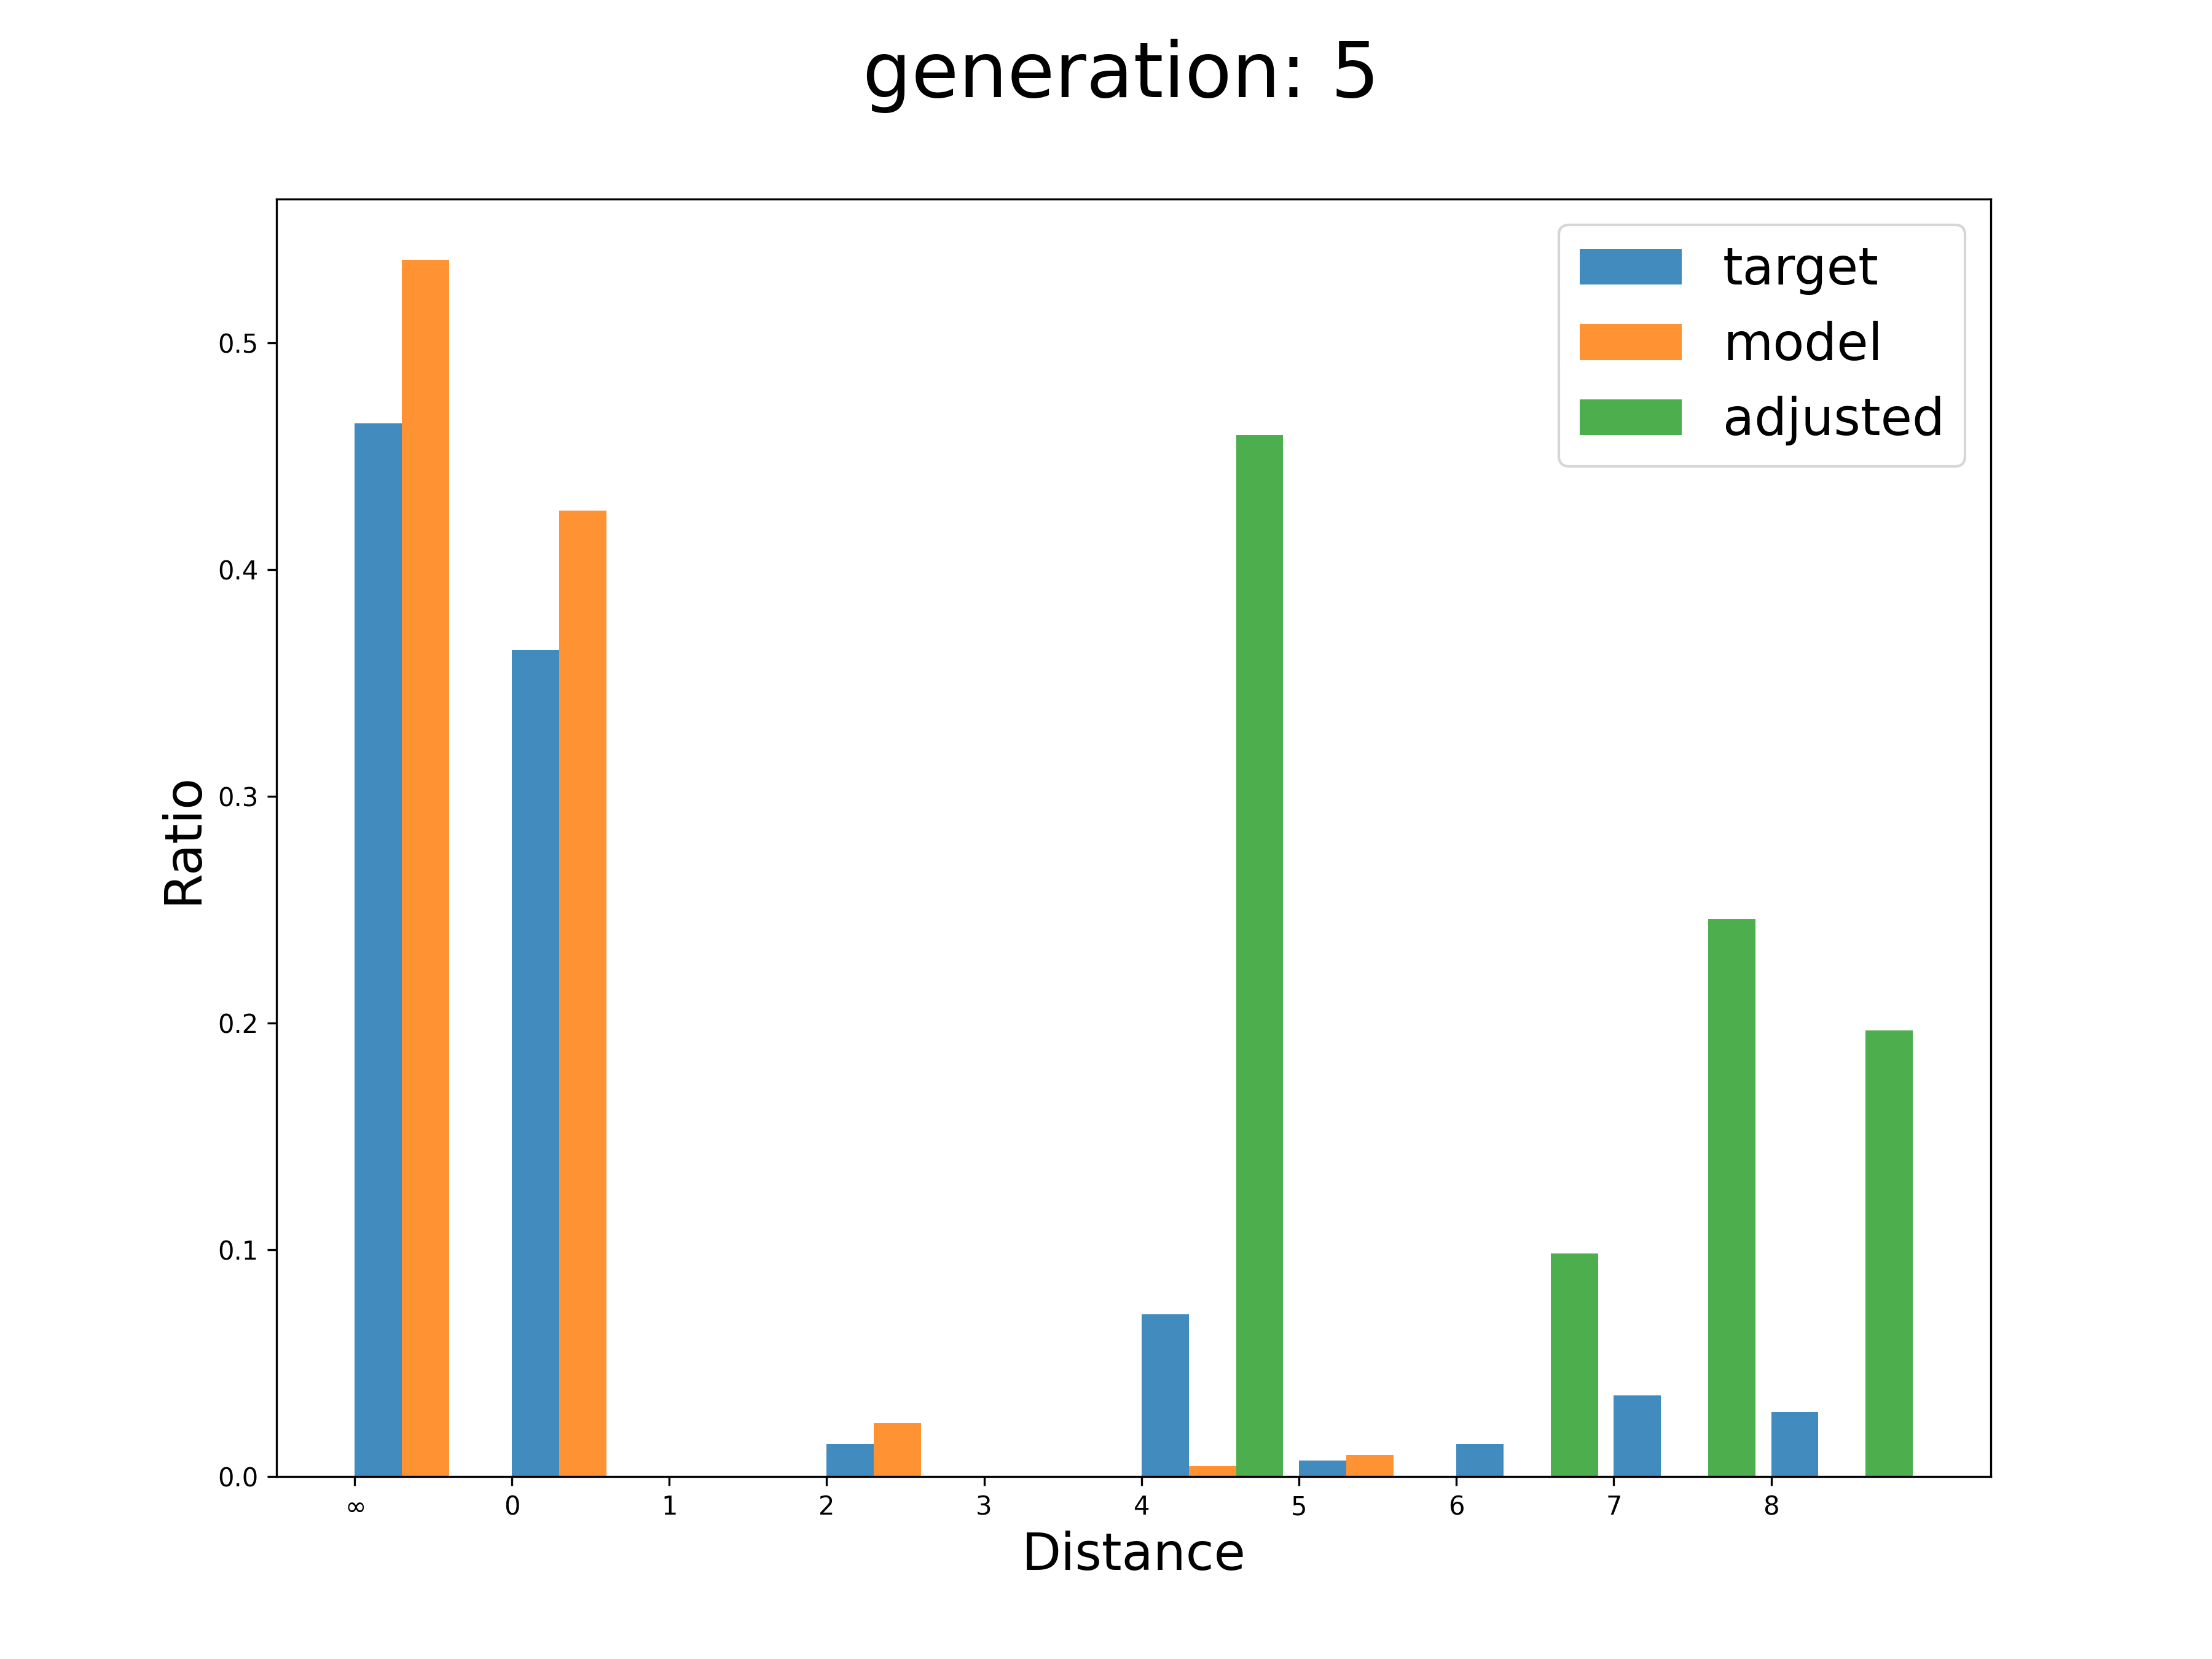 generation: 5
target
model
adjusted
Ratio
0.5
0.4
0.3
0.2
0.1
0.0
∞ 0 1 2 3 4 5 6 7 8
Distance